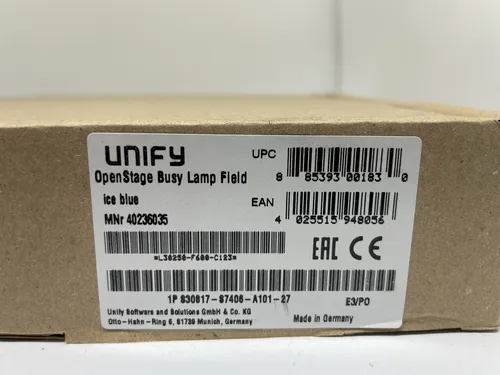 UNIFY
UPC
8 85393 00183 0
OpenStage Busy Lamp Field
ice blue
EAN
4 025515 948056
MNr 40236035
*L30250-F600-C123*
EAC CE
1P S30817-S7406-A101-27
E3/PO
Unify Software and Solutions GmbH & Co. KG
Otto-Hahn-Ring 6, 81739 Munich, Germany
Made in Germany